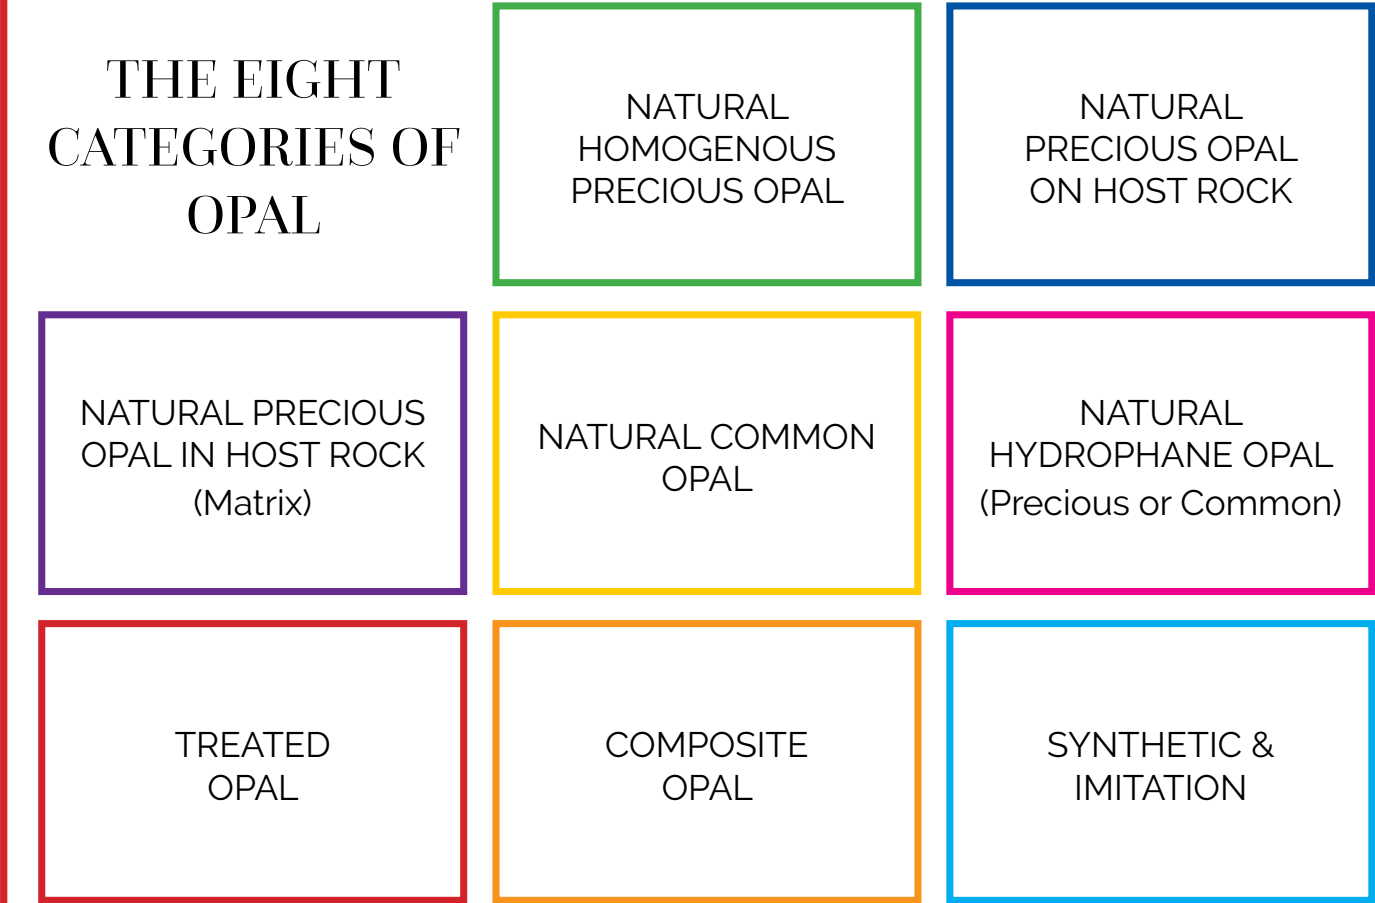 THE EIGHT
CATEGORIES OF
OPAL
NATURAL
HOMOGENOUS
PRECIOUS OPAL
NATURAL
PRECIOUS OPAL
ON HOST ROCK
NATURAL PRECIOUS
OPAL IN HOST ROCK
(Matrix)
NATURAL COMMON
OPAL
NATURAL
HYDROPHANE OPAL
(Precious or Common)
TREATED
OPAL
COMPOSITE
OPAL
SYNTHETIC &
IMITATION